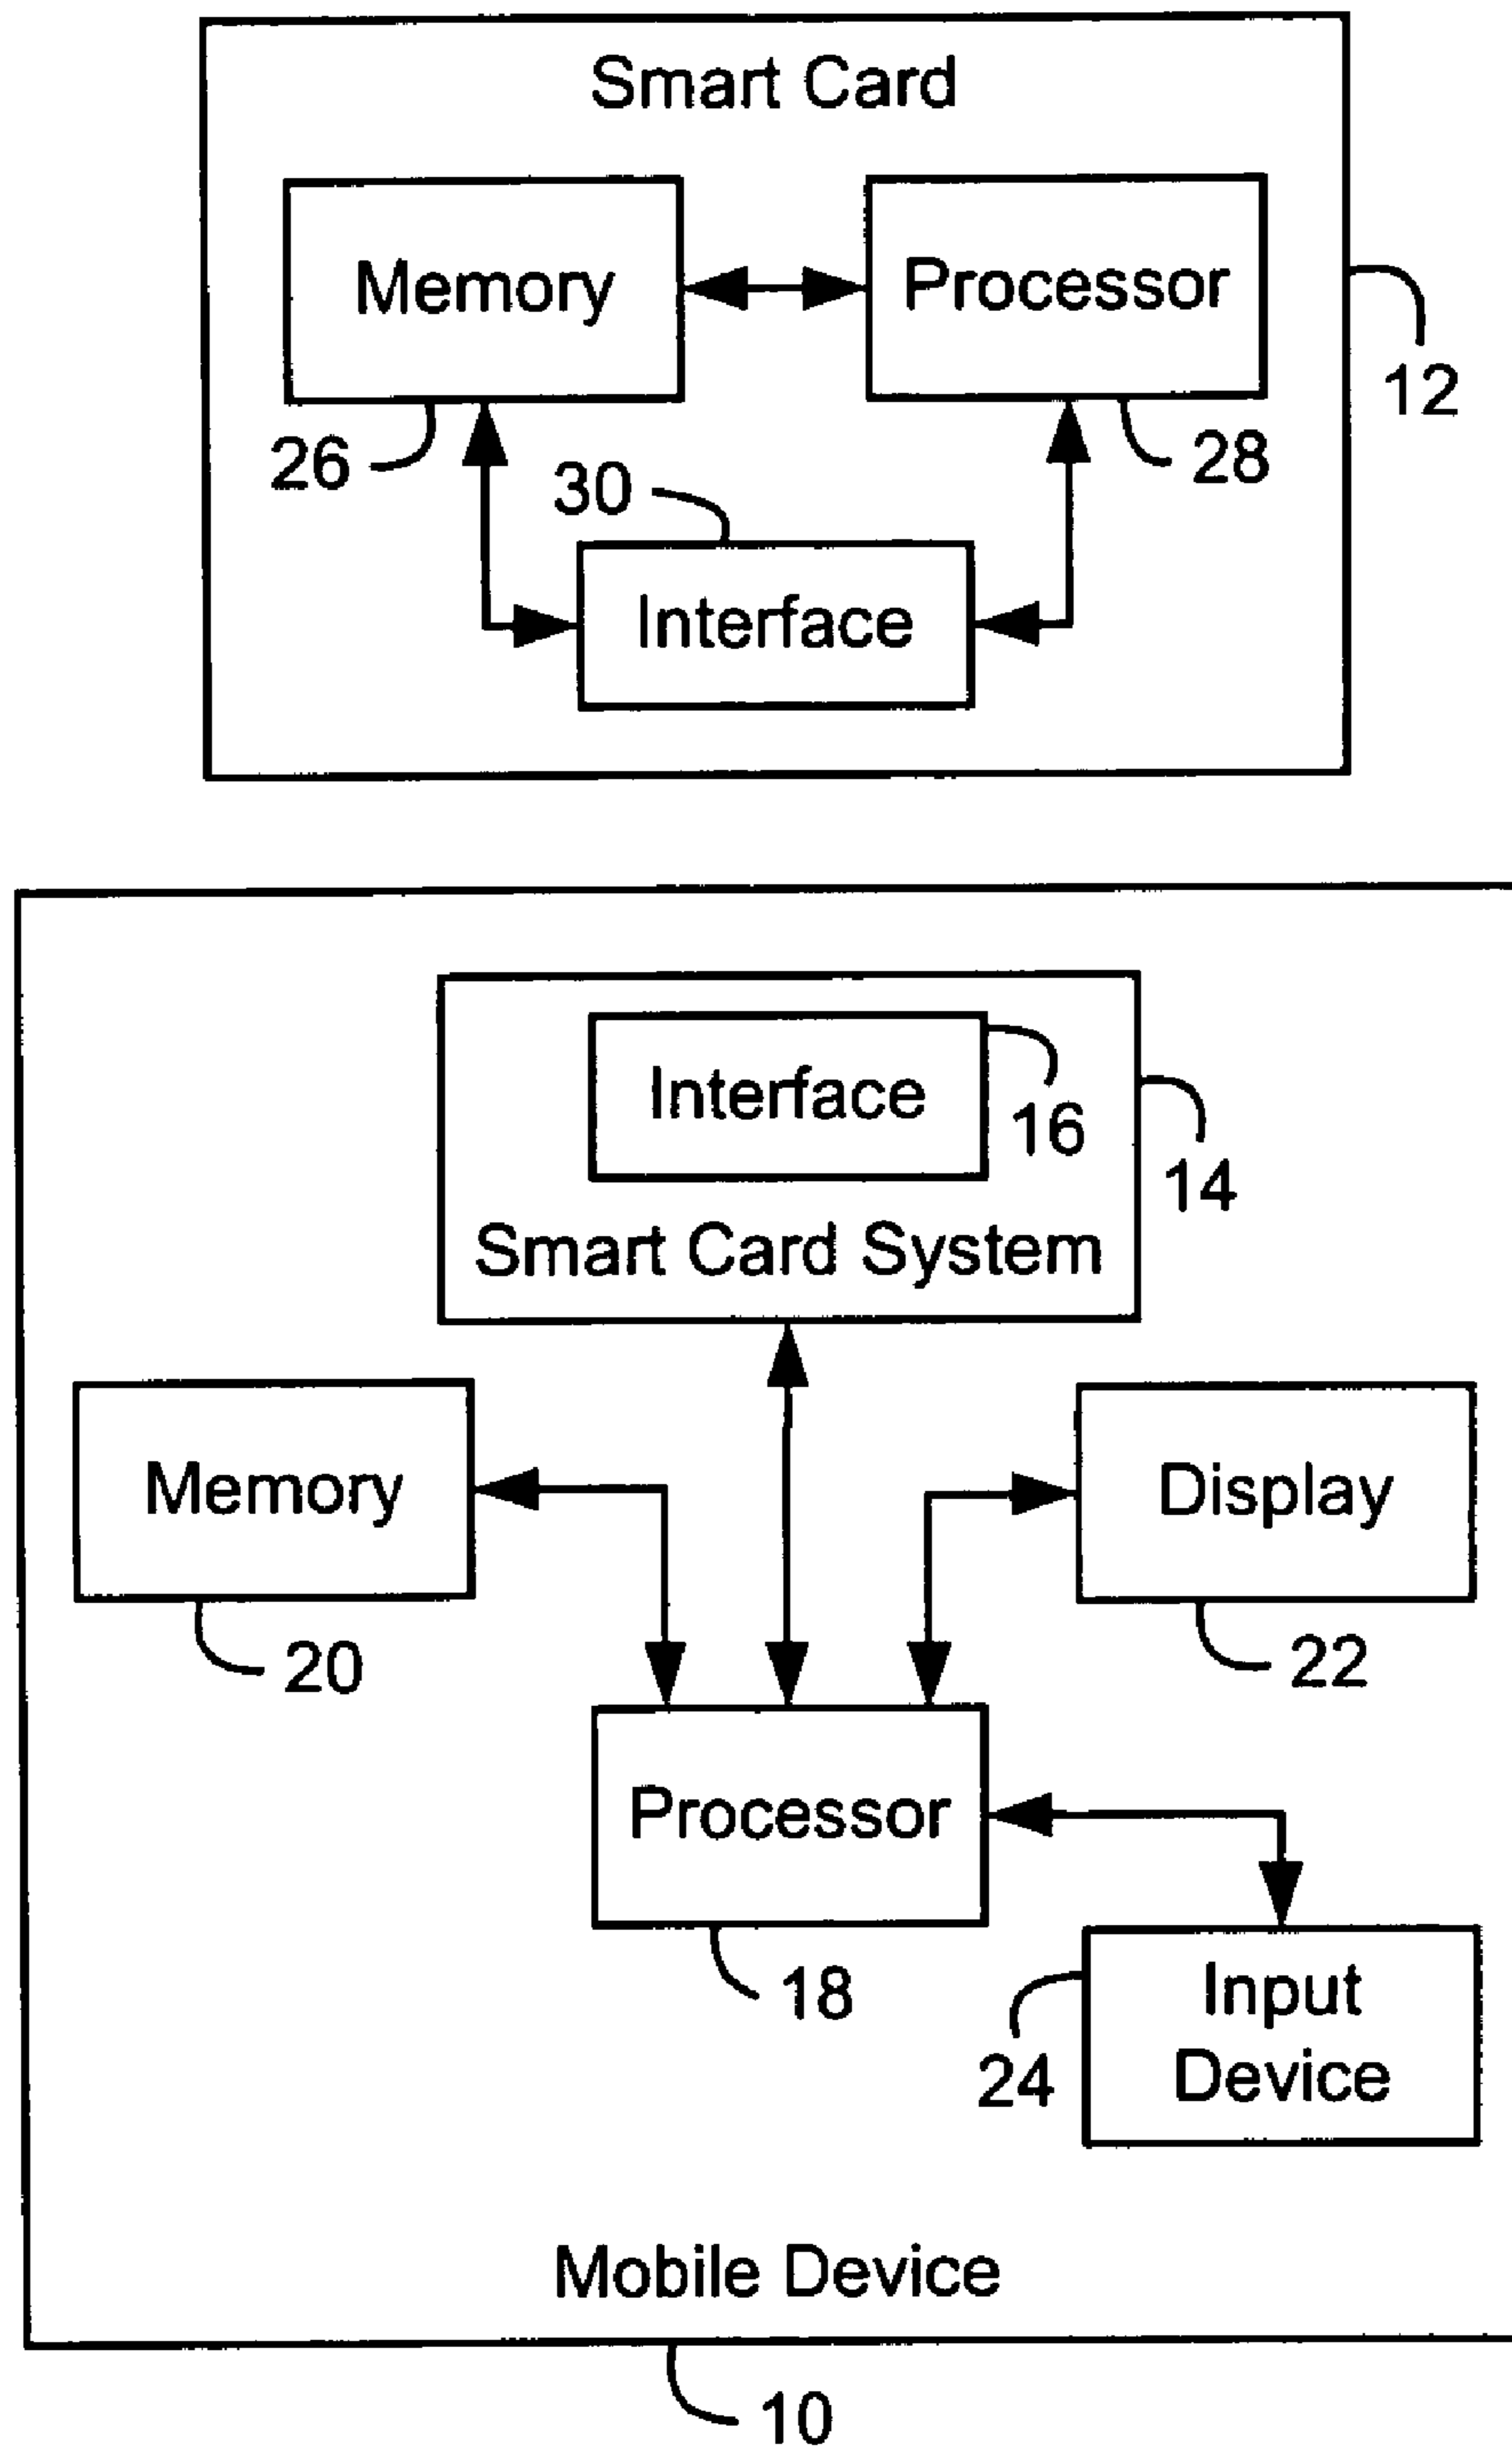 Smart Card
Memory
Processor
12
26
28
30
Interface
Interface
16
14
Smart Card System
Memory
Display
20
22
Processor
18
Input
Device
24
Mobile Device
10